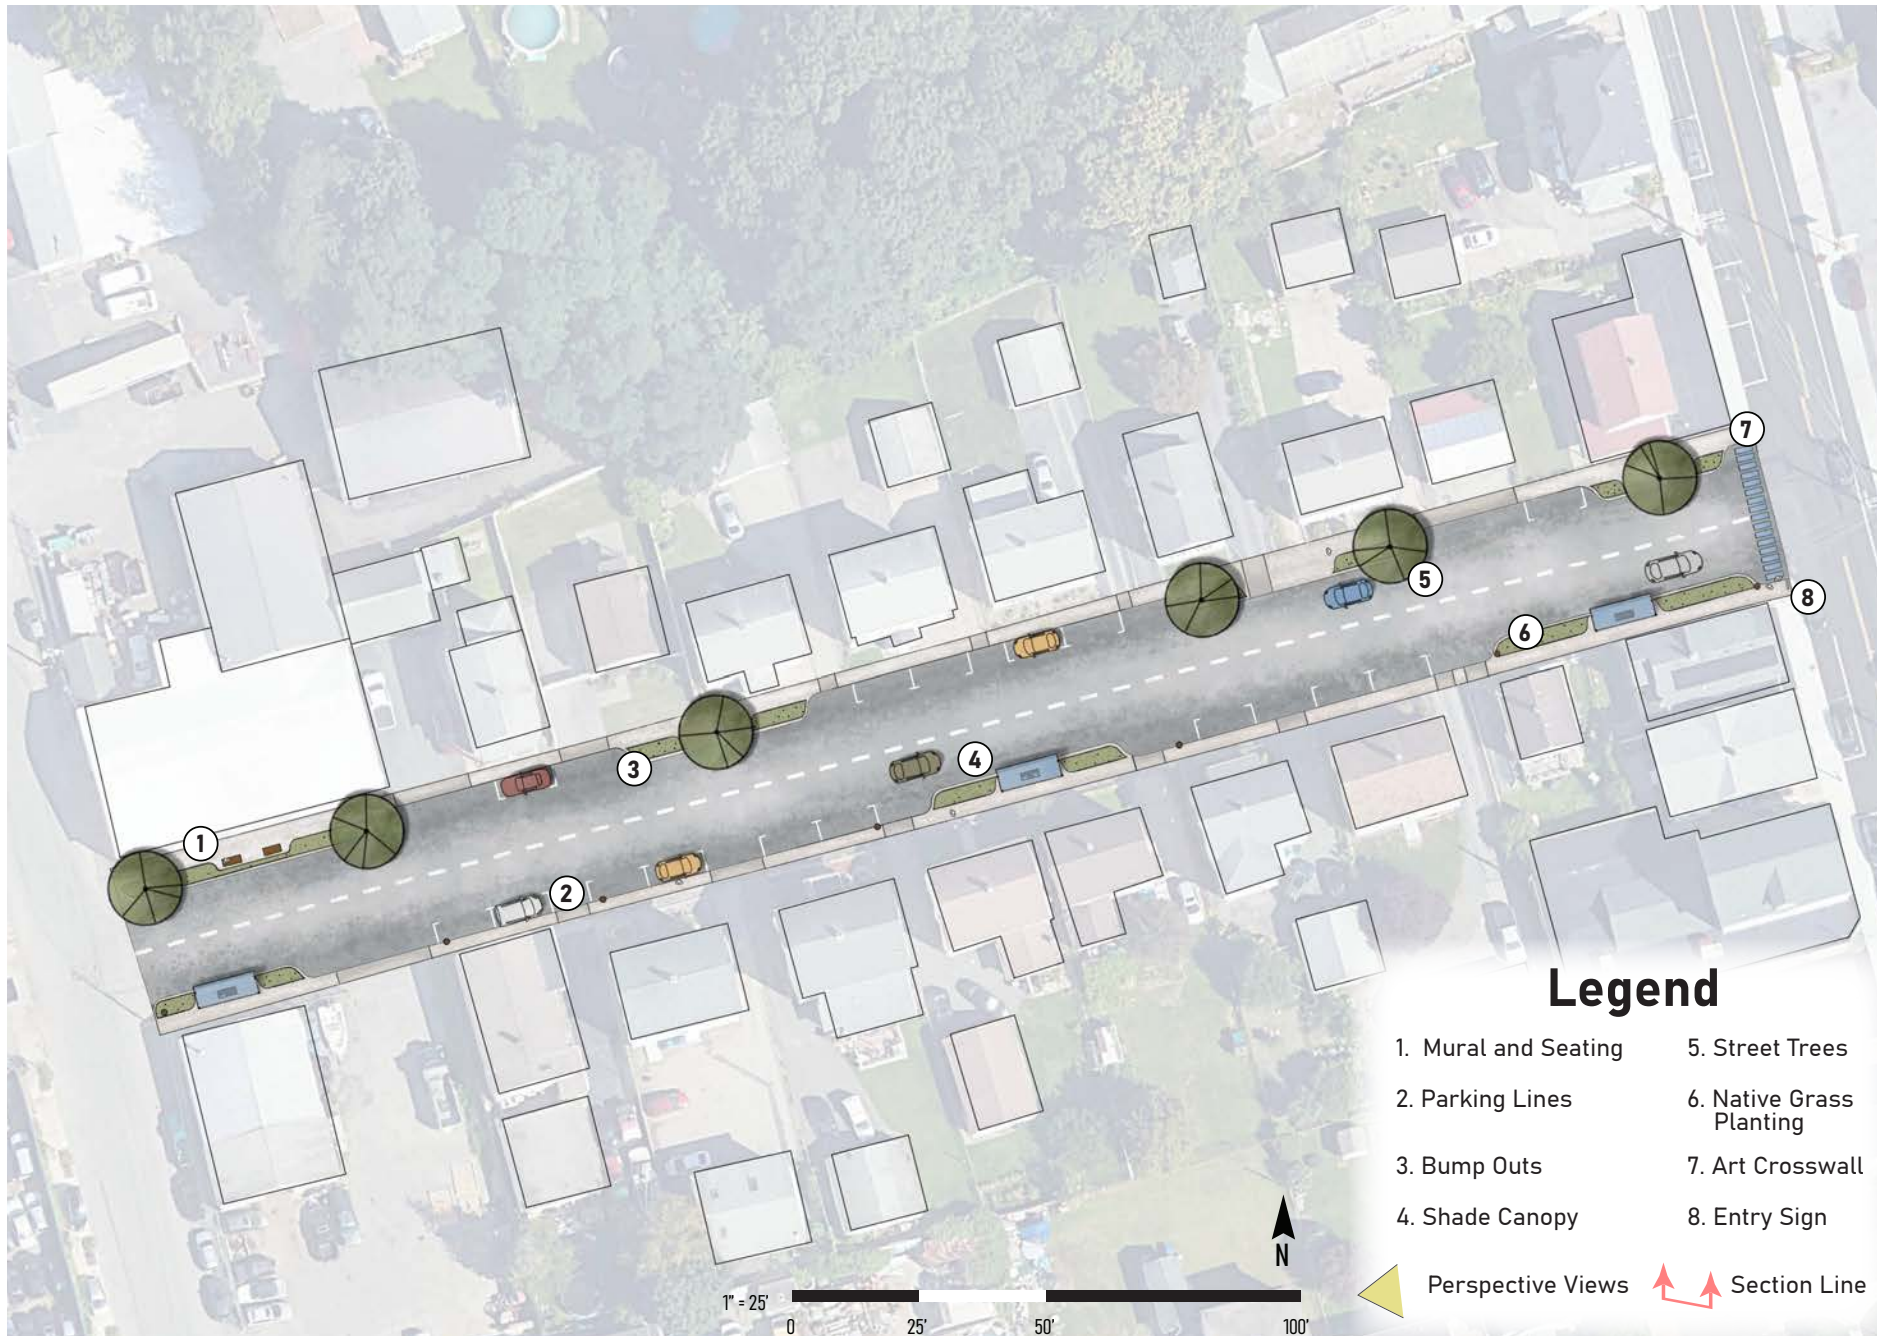 7
5
8
6
4
3
1
2
Legend
1. Mural and Seating
2. Parking Lines
3. Bump Outs
4. Shade Canopy
5. Street Trees
6. Native Grass
Planting
7. Art Crosswall
8. Entry Sign
Perspective Views
Section Line
N
1" = 25'
0
25'
50'
100'